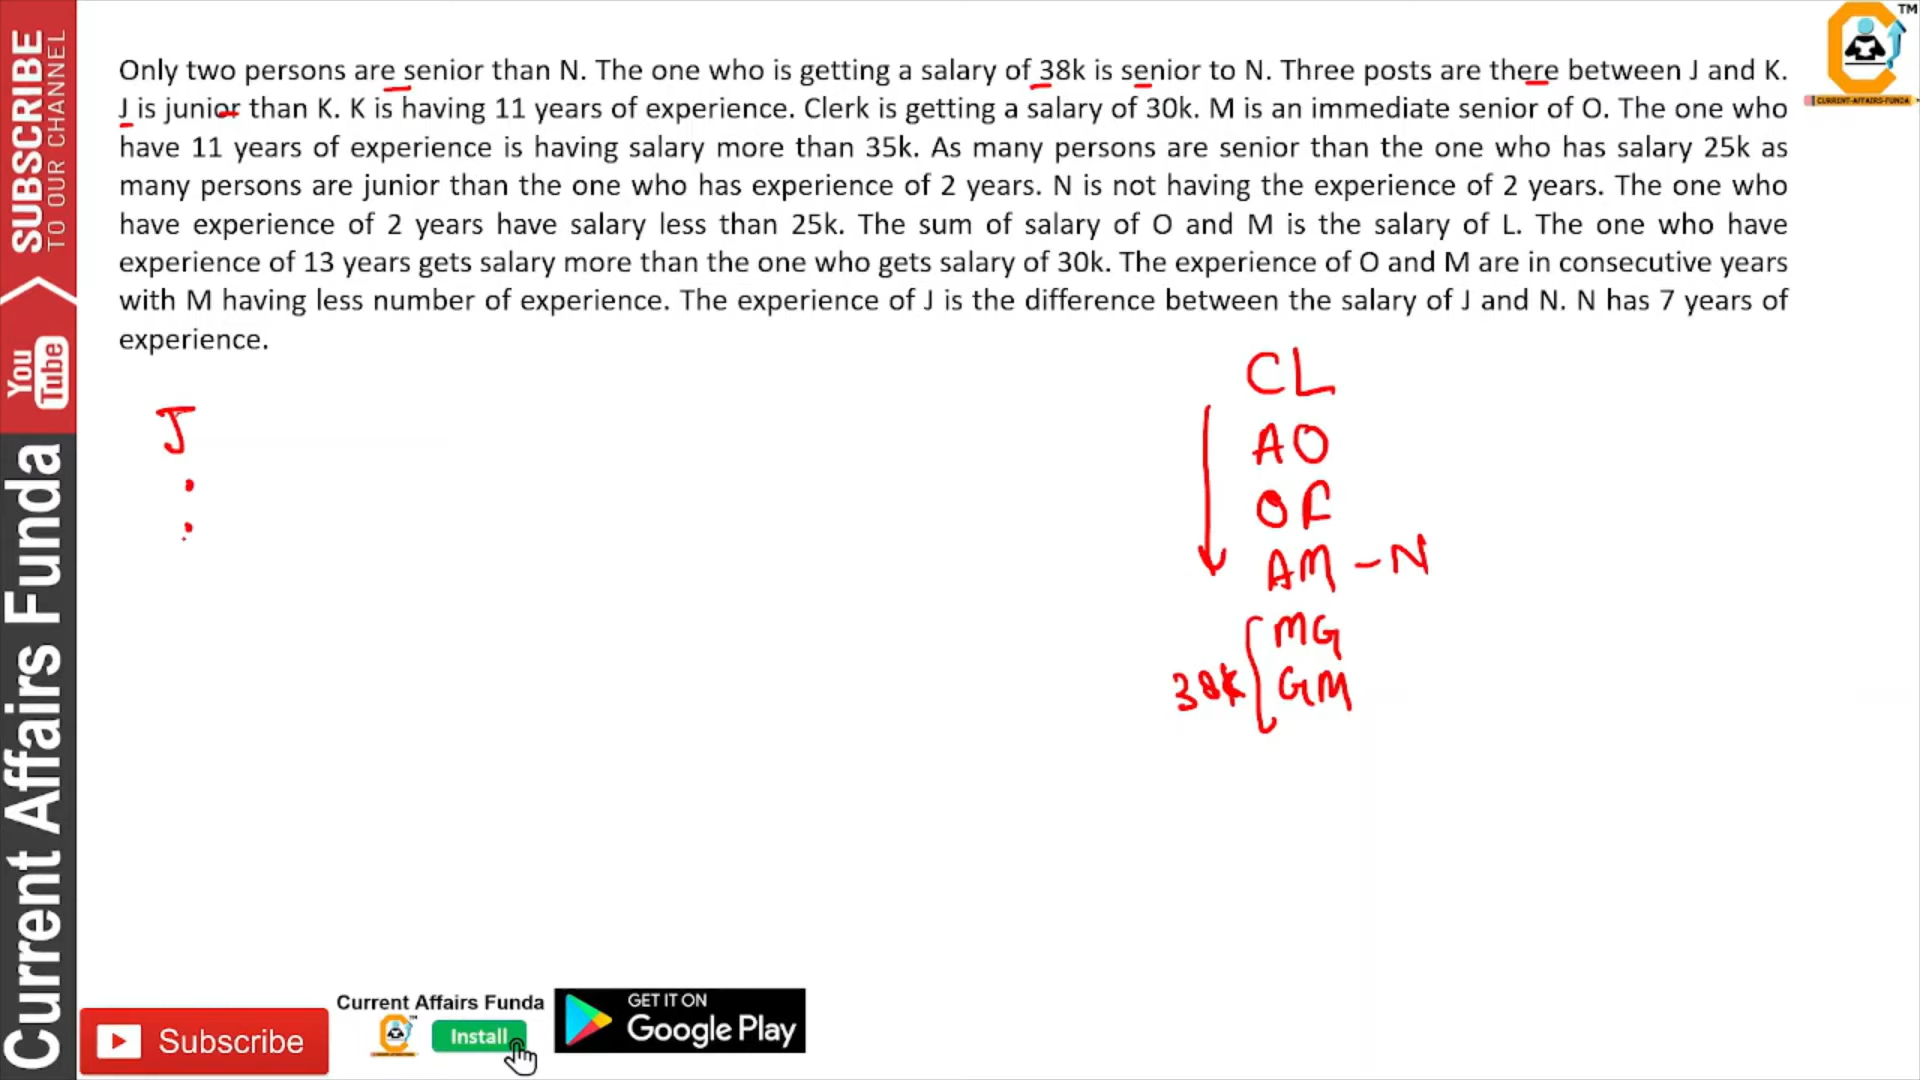 Only two persons are senior than N. The one who is getting a salary of 38k is senior to N. Three posts are there between J and K.
J is junior than K. K is having 11 years of experience. Clerk is getting a salary of 30k. M is an immediate senior of O. The one who
have 11 years of experience is having salary more than 35k. As many persons are senior than the one who has salary 25k as
many persons are junior than the one who has experience of 2 years. N is not having the experience of 2 years. The one who
have experience of 2 years have salary less than 25k. The sum of salary of O and M is the salary of L. The one who have
experience of 13 years gets salary more than the one who gets salary of 30k. The experience of O and M are in consecutive years
with M having less number of experience. The experience of J is the difference between the salary of J and N. N has 7 years of
experience.
J
CL
AO
OF
AM - N
MG
38k
GM
SUBSCRIBE
TO OUR CHANNEL
You
Tube
Current Affairs Funda
TM
CURRENT-AFFAIRS-FUNDA
Subscribe
Current Affairs Funda
Install
GET IT ON
Google Play